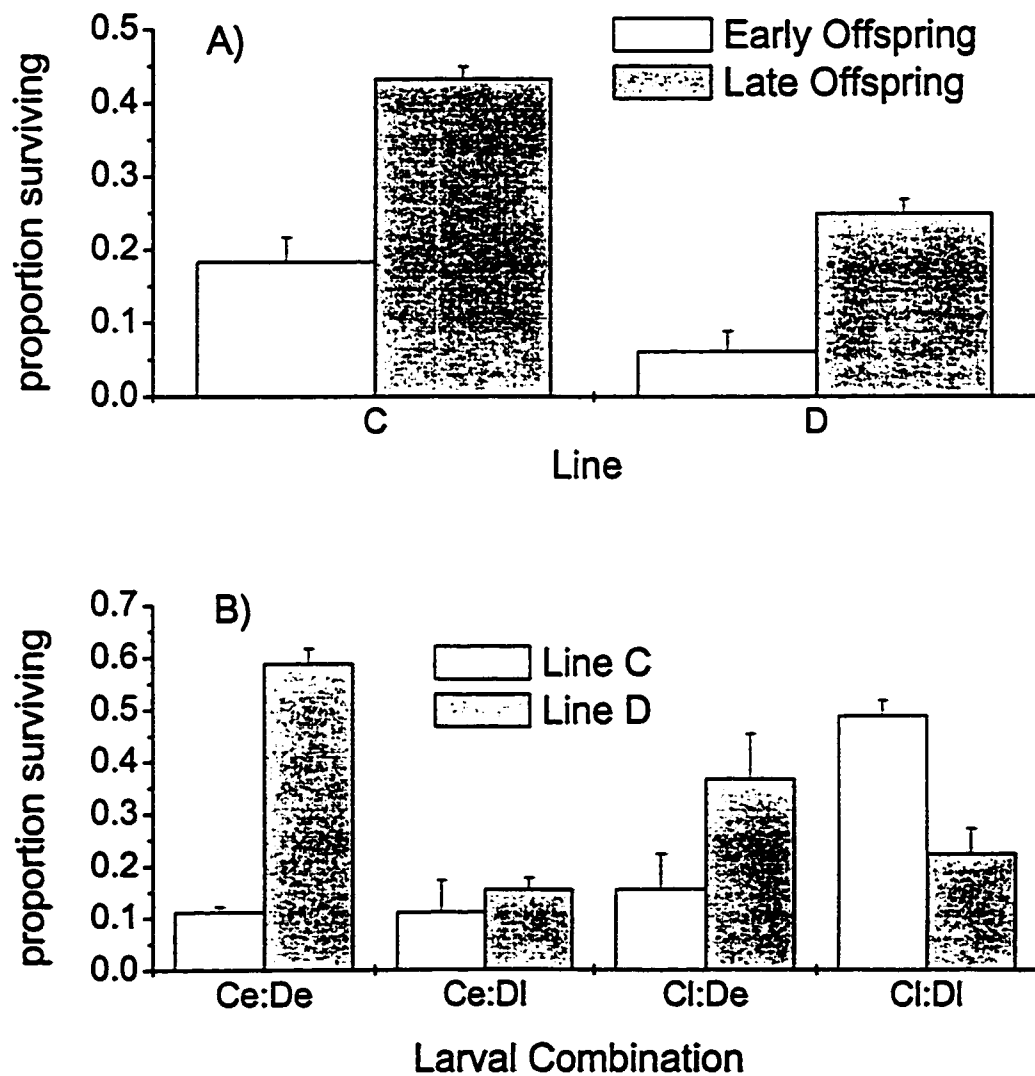 A)
Early Offspring
Late Offspring
proportion surviving
0.5
0.4
0.3
0.2
0.1
0.0
C D
Line
B)
Line C
Line D
proportion surviving
0.7
0.6
0.5
0.4
0.3
0.2
0.1
0.0
Ce:De Ce:Dl Cl:De Cl:Dl
Larval Combination